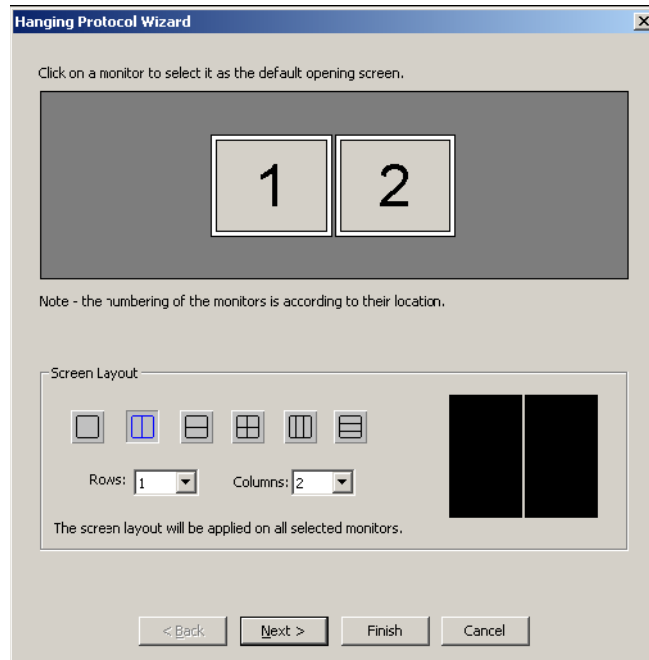 Hanging Protocol Wizard
Click on a monitor to select it as the default opening screen.
1 2
Note - the numbering of the monitors is according to their location.
Screen Layout
Rows: 1 Columns: 2
The screen layout will be applied on all selected monitors.
< Back Next > Finish Cancel